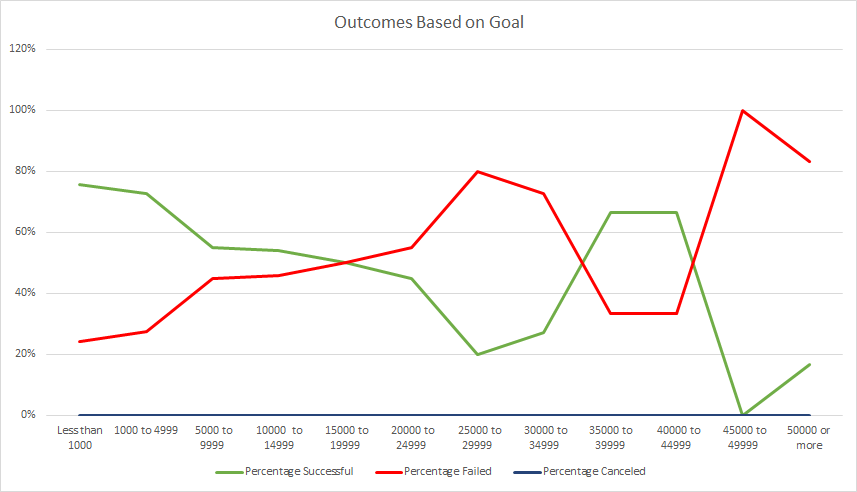 Outcomes Based on Goal
120%
100%
80%
60%
40%
20%
0%
Less than
1000
1000 to 4999
5000 to
9999
10000 to
14999
15000 to
19999
20000 to
24999
25000 to
29999
30000 to
34999
35000 to
39999
40000 to
44999
45000 to
49999
50000 or
more
Percentage Successful
Percentage Failed
Percentage Canceled